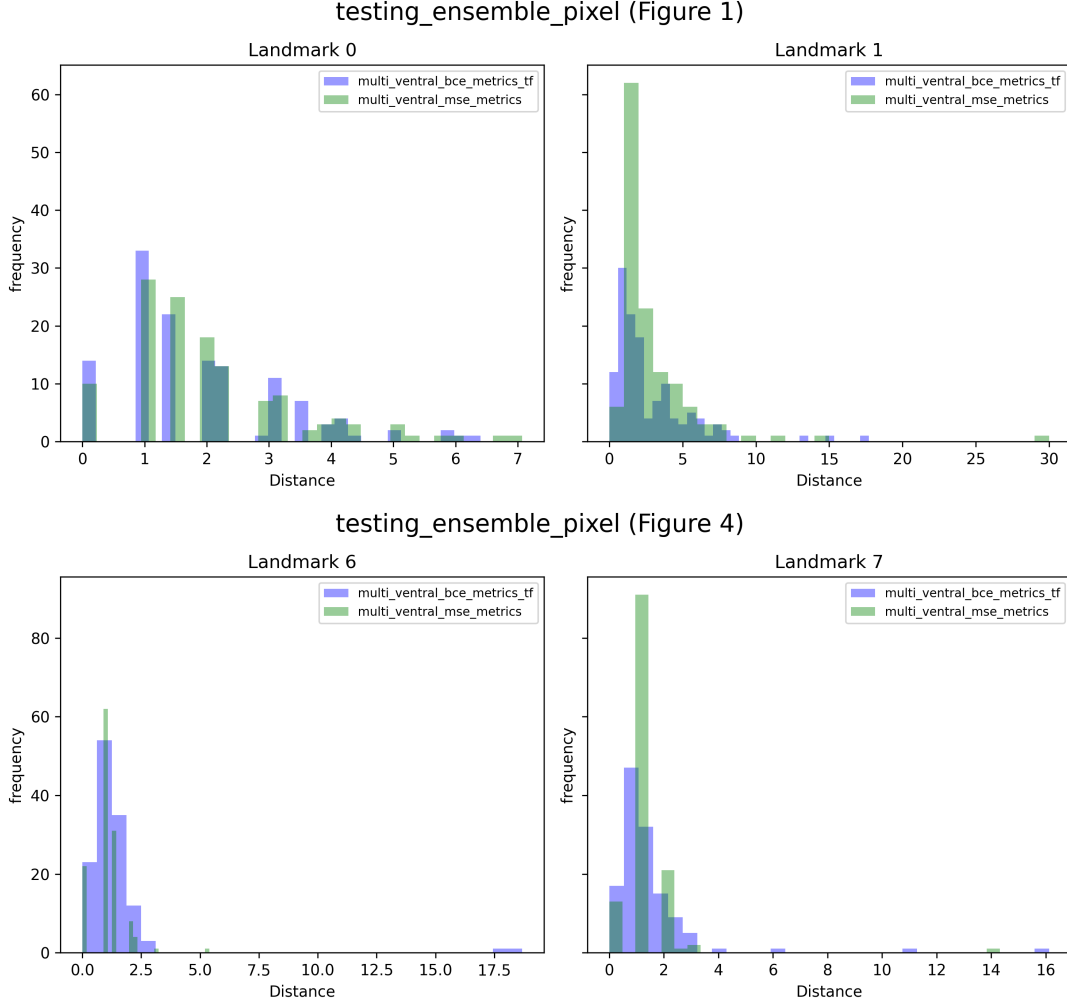 testing_ensemble_pixel (Figure 1)
Landmark 0
Landmark 1
multi_ventral_bce_metrics_tf
multi_ventral_mse_metrics
multi_ventral_bce_metrics_tf
multi_ventral_mse_metrics
frequency
frequency
60
50
40
30
20
10
0
0 1 2 3 4 5 6 7
0 5 10 15 20 25 30
Distance
Distance
testing_ensemble_pixel (Figure 4)
Landmark 6
Landmark 7
multi_ventral_bce_metrics_tf
multi_ventral_mse_metrics
multi_ventral_bce_metrics_tf
multi_ventral_mse_metrics
frequency
frequency
80
60
40
20
0
0.0 2.5 5.0 7.5 10.0 12.5 15.0 17.5
0 2 4 6 8 10 12 14 16
Distance
Distance